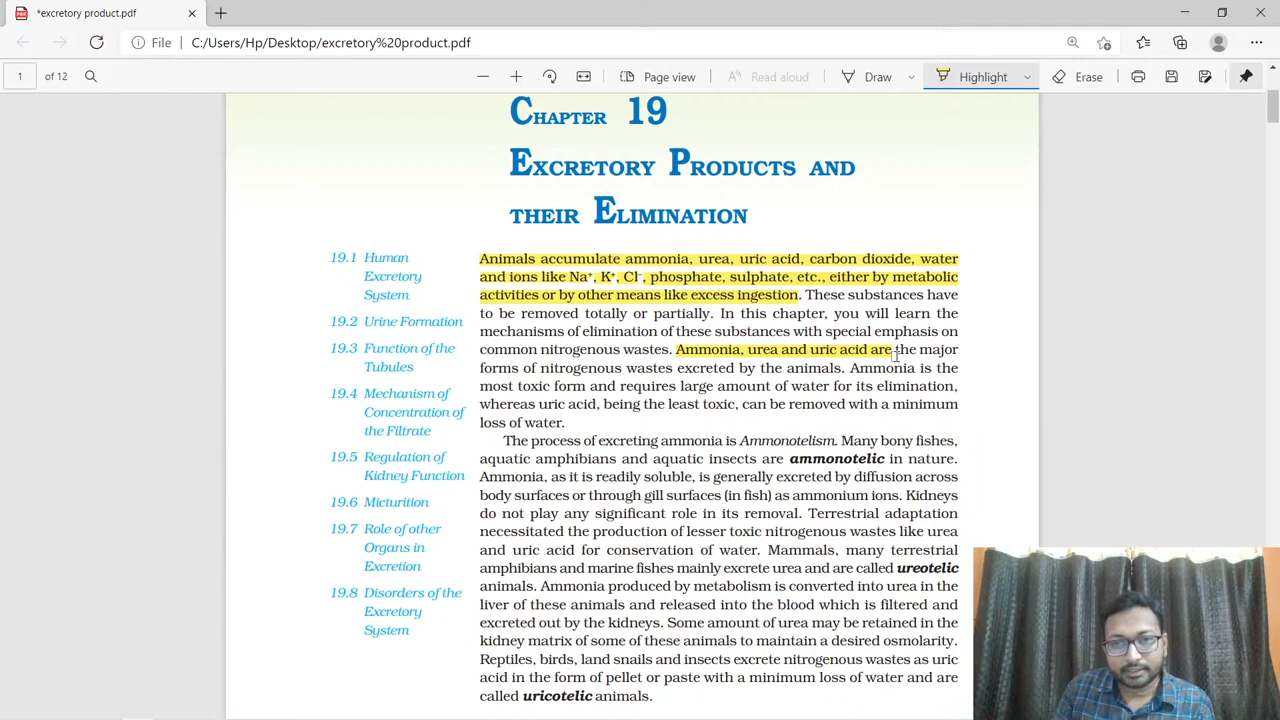 *excretory product.pdf
File C:/Users/Hp/Desktop/excretory%20product.pdf
1 of 12 Page view Read aloud Draw Highlight Erase
CHAPTER 19
EXCRETORY PRODUCTS AND
THEIR ELIMINATION
19.1 Human
Excretory
System
19.2 Urine Formation
19.3 Function of the
Tubules
19.4 Mechanism of
Concentration of
the Filtrate
19.5 Regulation of
Kidney Function
19.6 Micturition
19.7 Role of other
Organs in
Excretion
19.8 Disorders of the
Excretory
System
Animals accumulate ammonia, urea, uric acid, carbon dioxide, water
and ions like Na⁺, K⁺, Cl⁻, phosphate, sulphate, etc., either by metabolic
activities or by other means like excess ingestion. These substances have
to be removed totally or partially. In this chapter, you will learn the
mechanisms of elimination of these substances with special emphasis on
common nitrogenous wastes. Ammonia, urea and uric acid are the major
forms of nitrogenous wastes excreted by the animals. Ammonia is the
most toxic form and requires large amount of water for its elimination,
whereas uric acid, being the least toxic, can be removed with a minimum
loss of water.
The process of excreting ammonia is Ammonotelism. Many bony fishes,
aquatic amphibians and aquatic insects are ammonotelic in nature.
Ammonia, as it is readily soluble, is generally excreted by diffusion across
body surfaces or through gill surfaces (in fish) as ammonium ions. Kidneys
do not play any significant role in its removal. Terrestrial adaptation
necessitated the production of lesser toxic nitrogenous wastes like urea
and uric acid for conservation of water. Mammals, many terrestrial
amphibians and marine fishes mainly excrete urea and are called ureotelic
animals. Ammonia produced by metabolism is converted into urea in the
liver of these animals and released into the blood which is filtered and
excreted out by the kidneys. Some amount of urea may be retained in the
kidney matrix of some of these animals to maintain a desired osmolarity.
Reptiles, birds, land snails and insects excrete nitrogenous wastes as uric
acid in the form of pellet or paste with a minimum loss of water and are
called uricotelic animals.